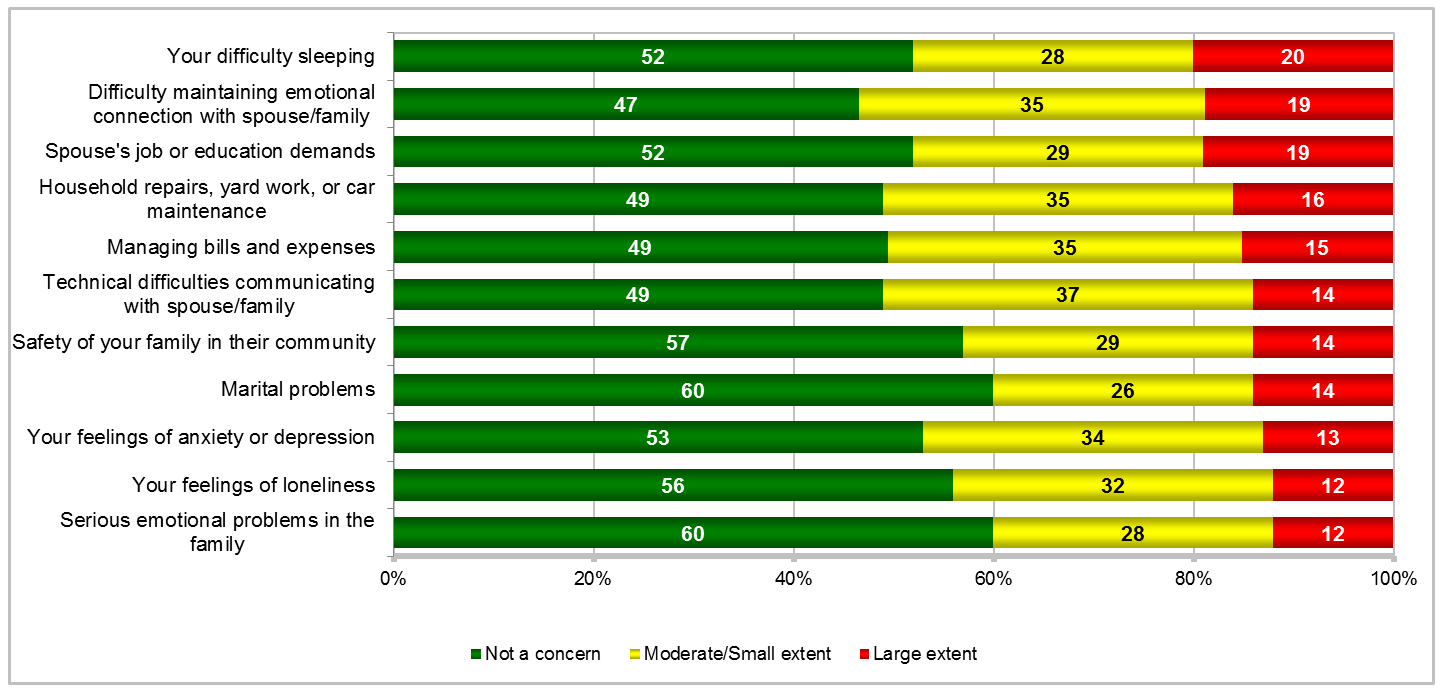 Your difficulty sleeping
52 28 20
Difficulty maintaining emotional
connection with spouse/family
47 35 19
Spouse's job or education demands
52 29 19
Household repairs, yard work, or car
maintenance
49 35 16
Managing bills and expenses
49 35 15
Technical difficulties communicating
with spouse/family
49 37 14
Safety of your family in their community
57 29 14
Marital problems
60 26 14
Your feelings of anxiety or depression
53 34 13
Your feelings of loneliness
56 32 12
Serious emotional problems in the
family
60 28 12
0% 20% 40% 60% 80% 100%
Not a concern Moderate/Small extent Large extent